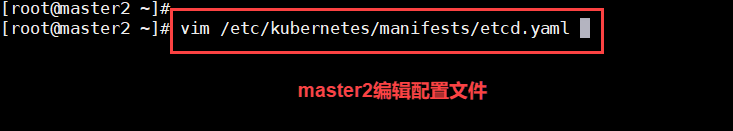 [root@master2 ~]#
[root@master2 ~]# vim /etc/kubernetes/manifests/etcd.yaml
master2编辑配置文件